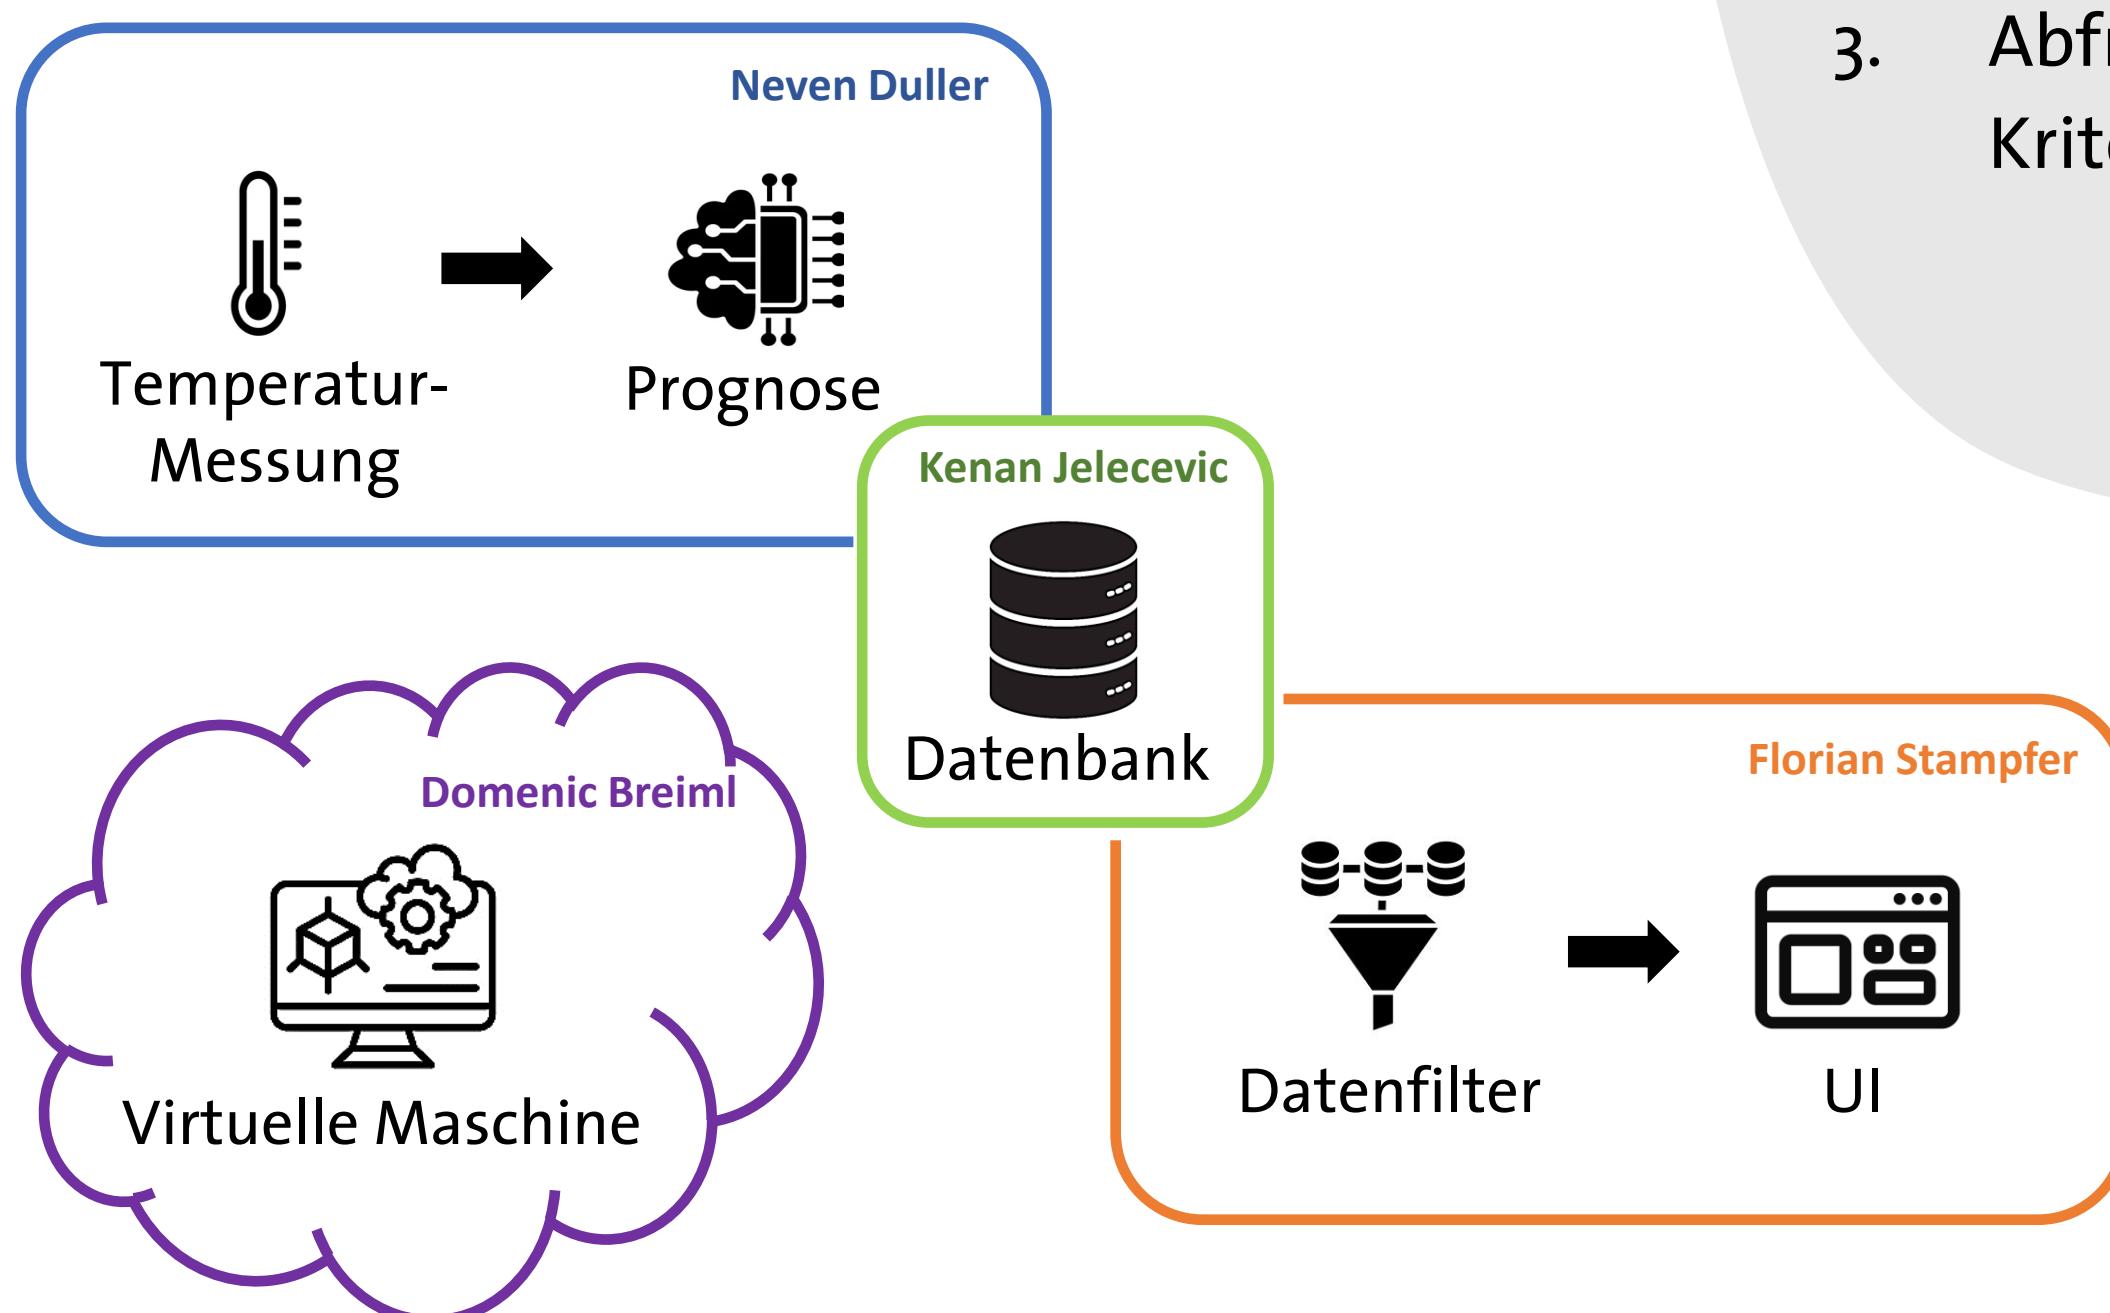 Neven Duller
Temperatur-
Messung
Prognose
Kenan Jelecevic
Datenbank
Domenic Breiml
Virtuelle Maschine
Florian Stampfer
Datenfilter
UI
3.